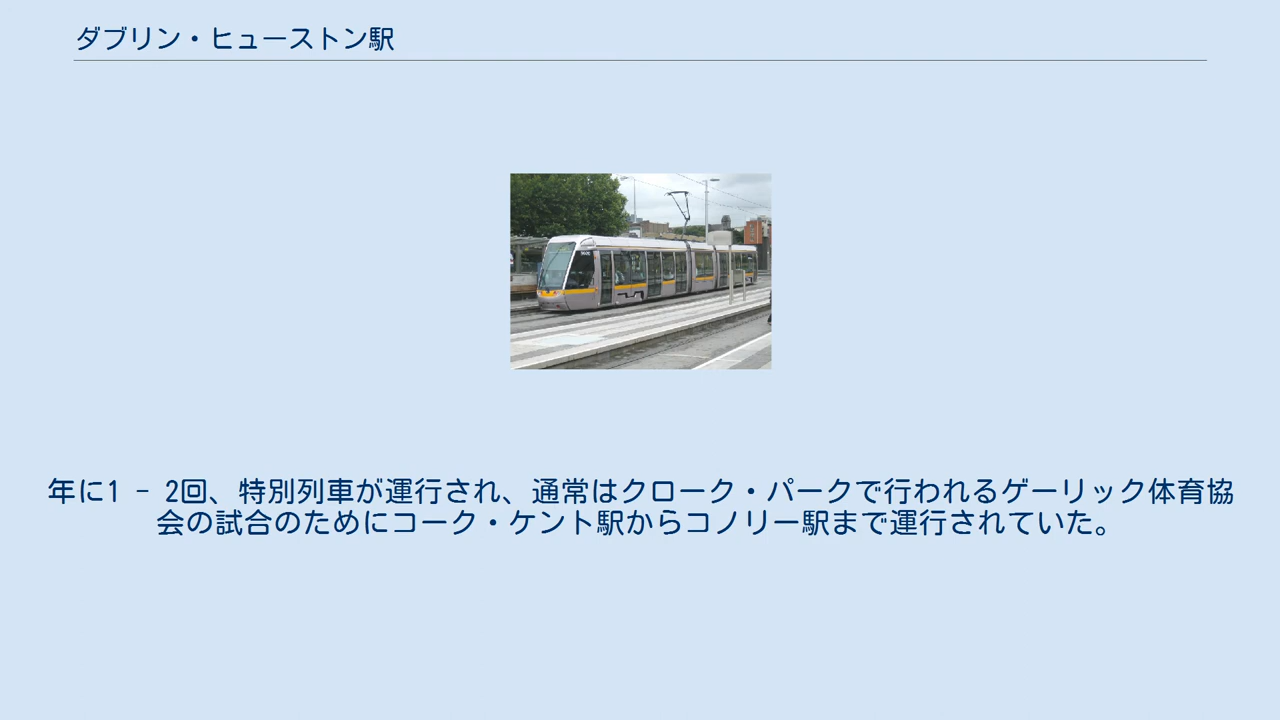 ダブリン・ヒューストン駅
年に1 - 2回、特別列車が運行され、通常はクローク・パークで行われるゲーリック体育協
会の試合のためにコーク・ケント駅からコノリー駅まで運行されていた。